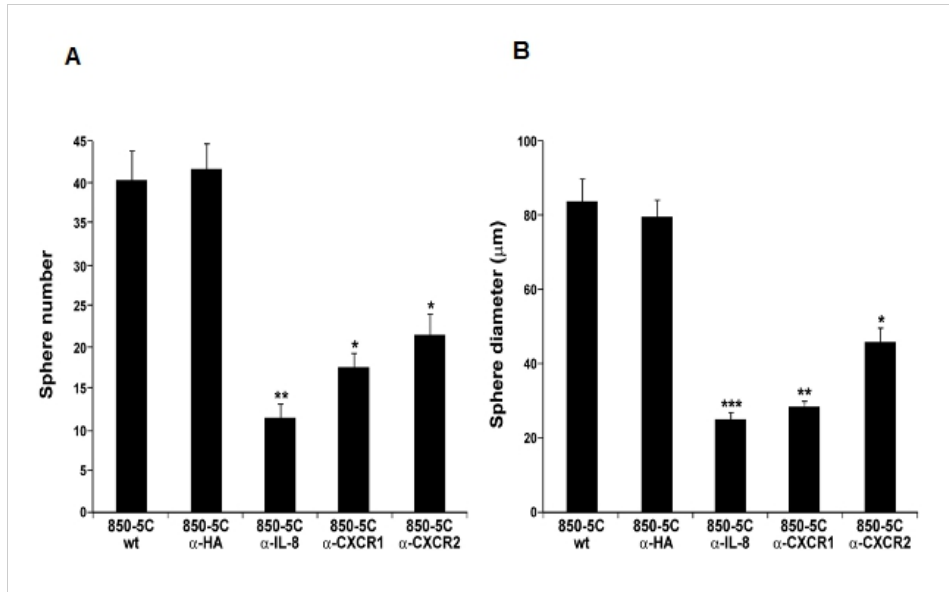 A
B
Sphere number
45
40
35
30
25
20
15
10
5
0
**
*
*
850-5C 850-5C 850-5C 850-5C 850-5C
wt α-HA α-IL-8 α-CXCR1 α-CXCR2
Sphere diameter (μm)
100
80
60
40
20
0
***
**
*
850-5C 850-5C 850-5C 850-5C 850-5C
wt α-HA α-IL-8 α-CXCR1 α-CXCR2